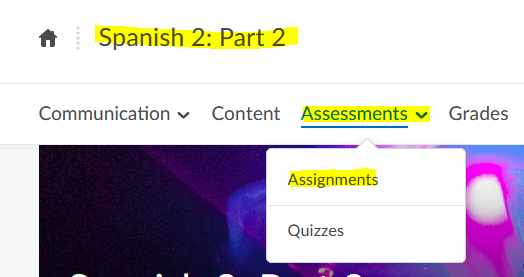 Spanish 2: Part 2
Communication Content Assessments Grades
Assignments
Quizzes